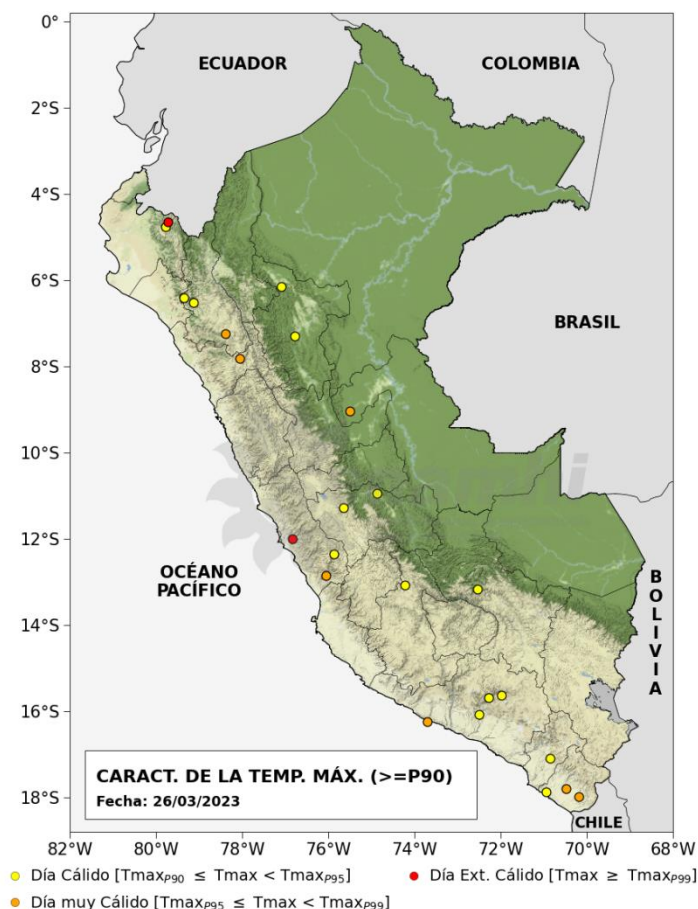 0°
ECUADOR
COLOMBIA
2°S
4°S
6°S
BRASIL
8°S
10°S
12°S
OCÉANO
PACÍFICO
BOLIVIA
14°S
16°S
CARACT. DE LA TEMP. MÁX. (>=P90)
Fecha: 26/03/2023
18°S
CHILE
82°W 80°W 78°W 76°W 74°W 72°W 70°W 68°W 66°W
Día Cálido [TmaxP90 ≤ Tmax < TmaxP95]
Día Ext. Cálido [Tmax ≥ TmaxP99]
Día muy Cálido [TmaxP95 ≤ Tmax < TmaxP99]